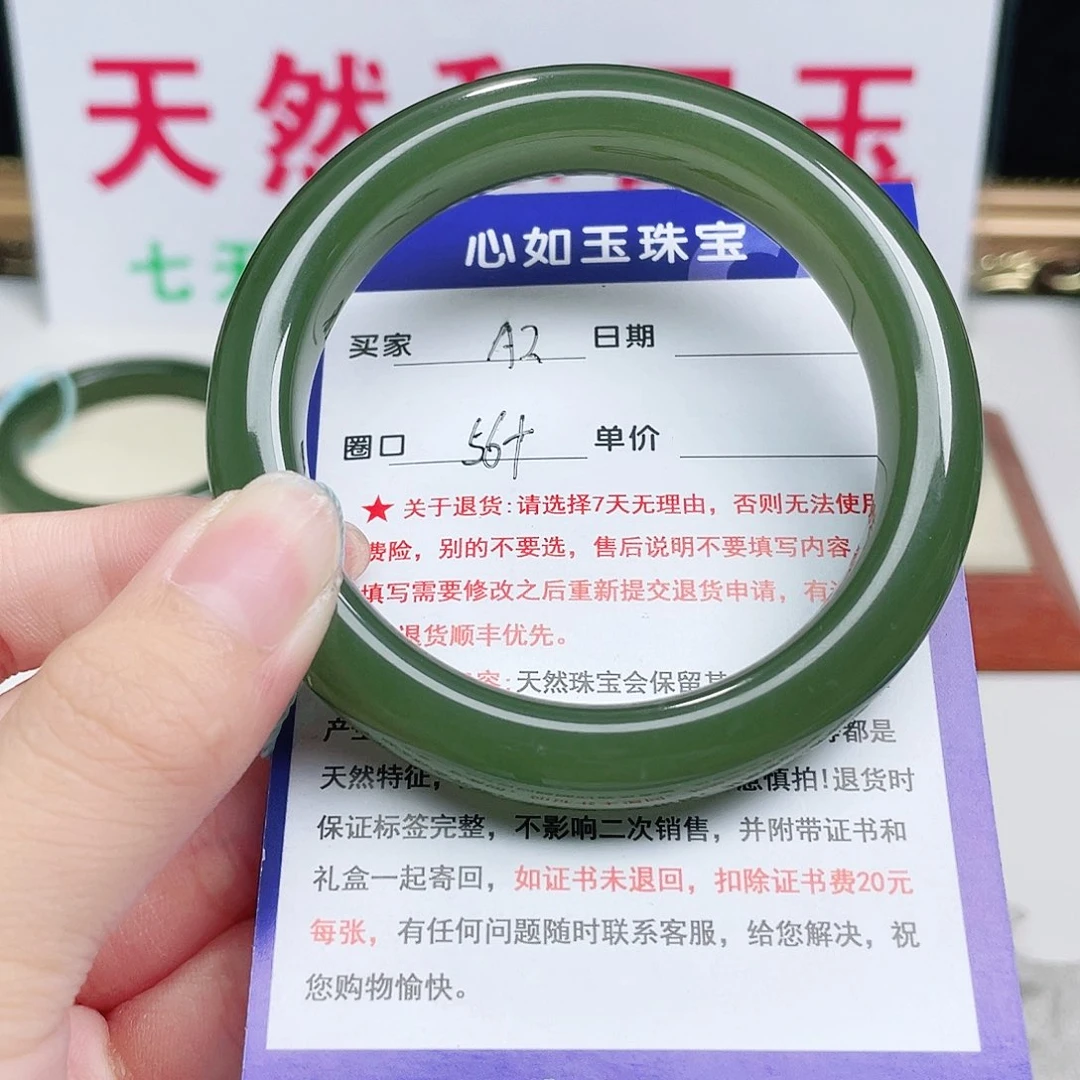 天然 玉
七天
心如玉珠宝
买家 A2 日期
圈口 56+ 单价
★ 关于退货:请选择7天无理由，否则无法使用
费险，别的不要选，售后说明不要填写内容，
填写需要修改之后重新提交退货申请，有
退货顺丰优先。
容:天然珠宝会保留其
产 都是
天然特征， 慎拍!退货时
保证标签完整，不影响二次销售，并附带证书和
礼盒一起寄回，如证书未退回，扣除证书费20元
每张，有任何问题随时联系客服，给您解决，祝
您购物愉快。